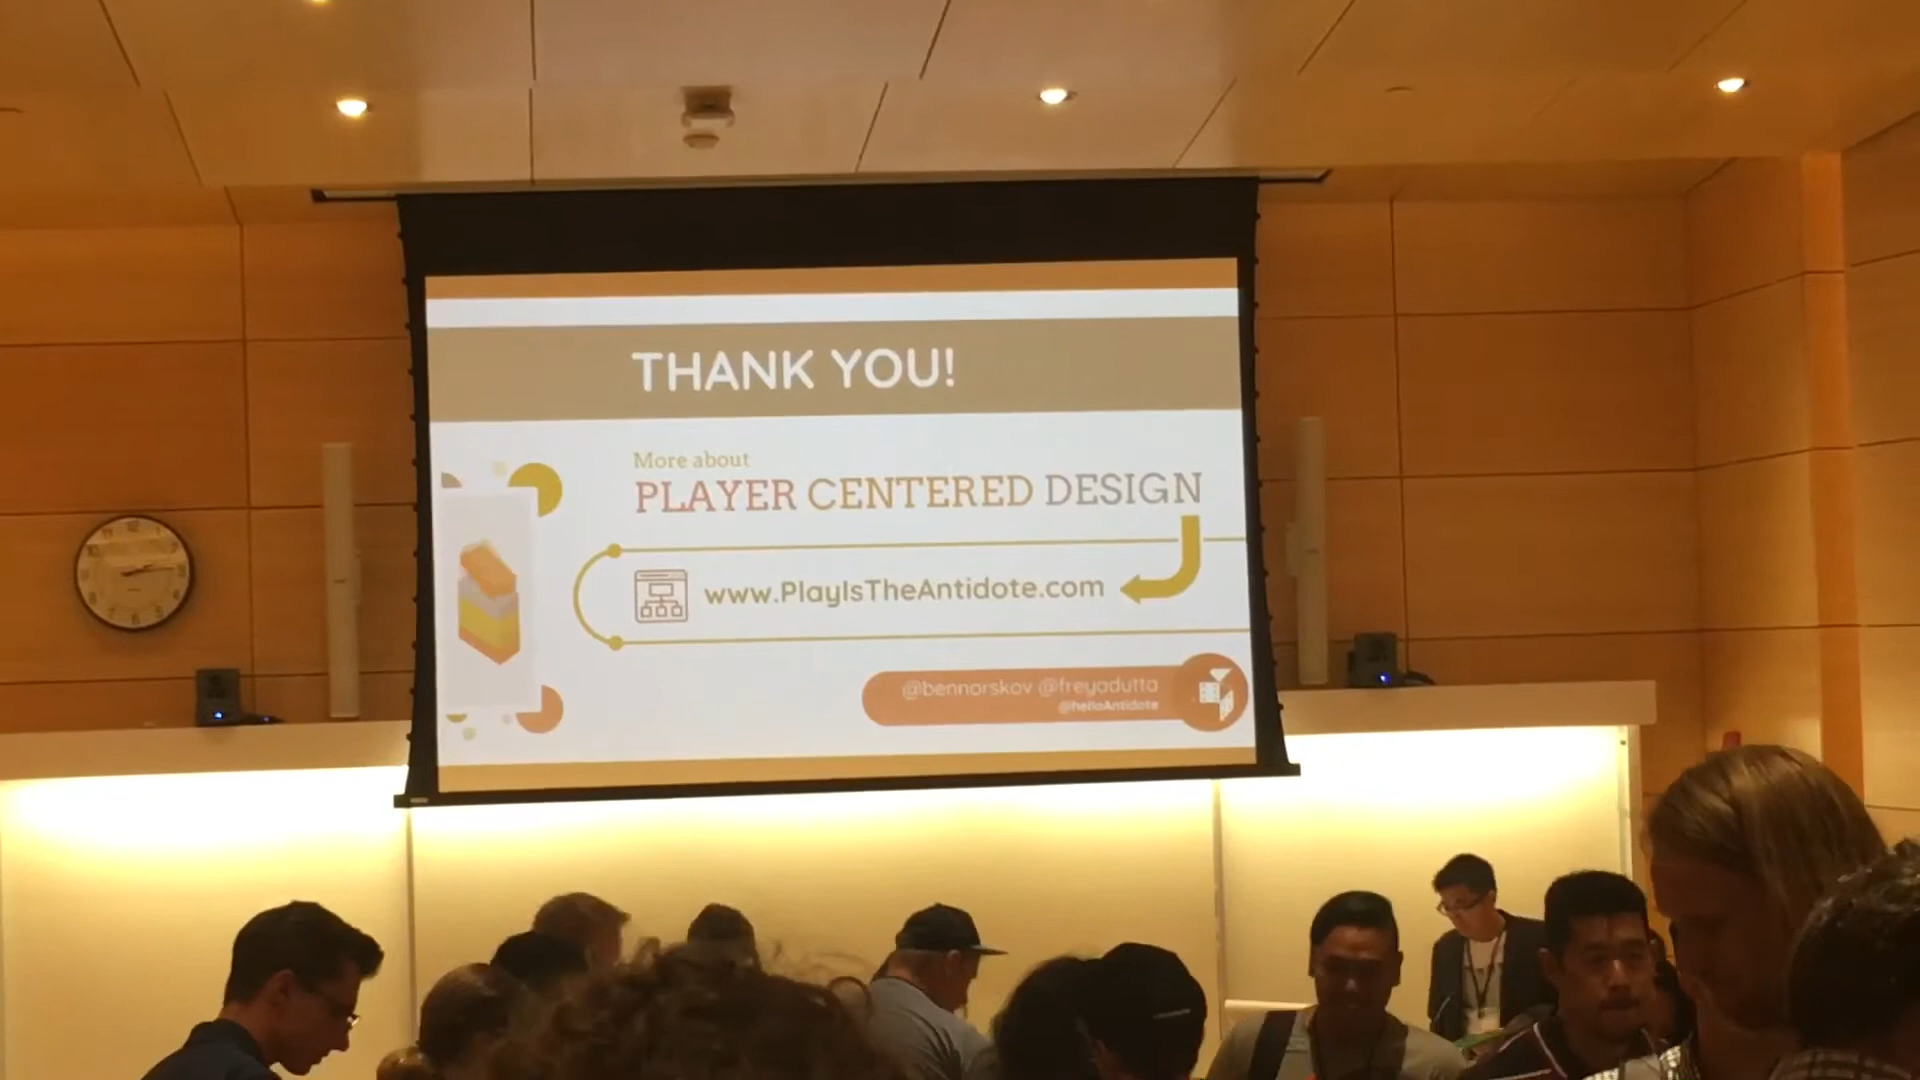 THANK YOU!
More about
PLAYER CENTERED DESIGN
www.PlayIsTheAntidote.com
@bennorskov @freyadutta
@helloAntidote